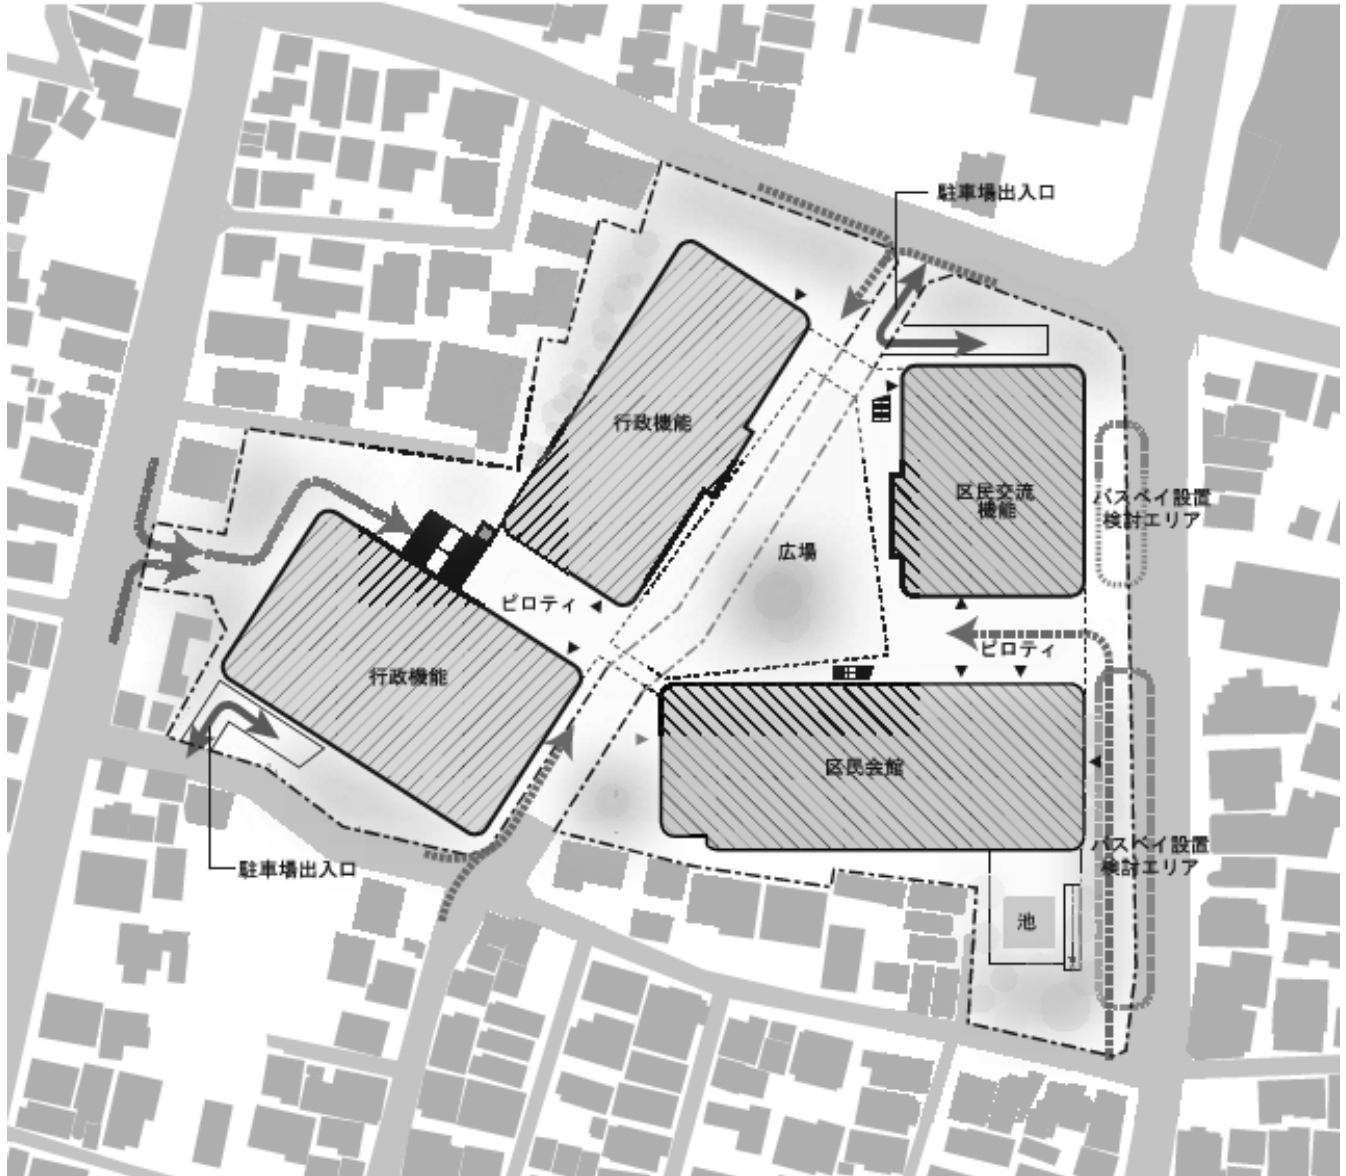 駐車場出入口
行政機能
区民交流
機能
バスベイ設置
検討エリア
広場
ピロティ
ピロティ
行政機能
区民会館
バスベイ設置
検討エリア
駐車場出入口
池